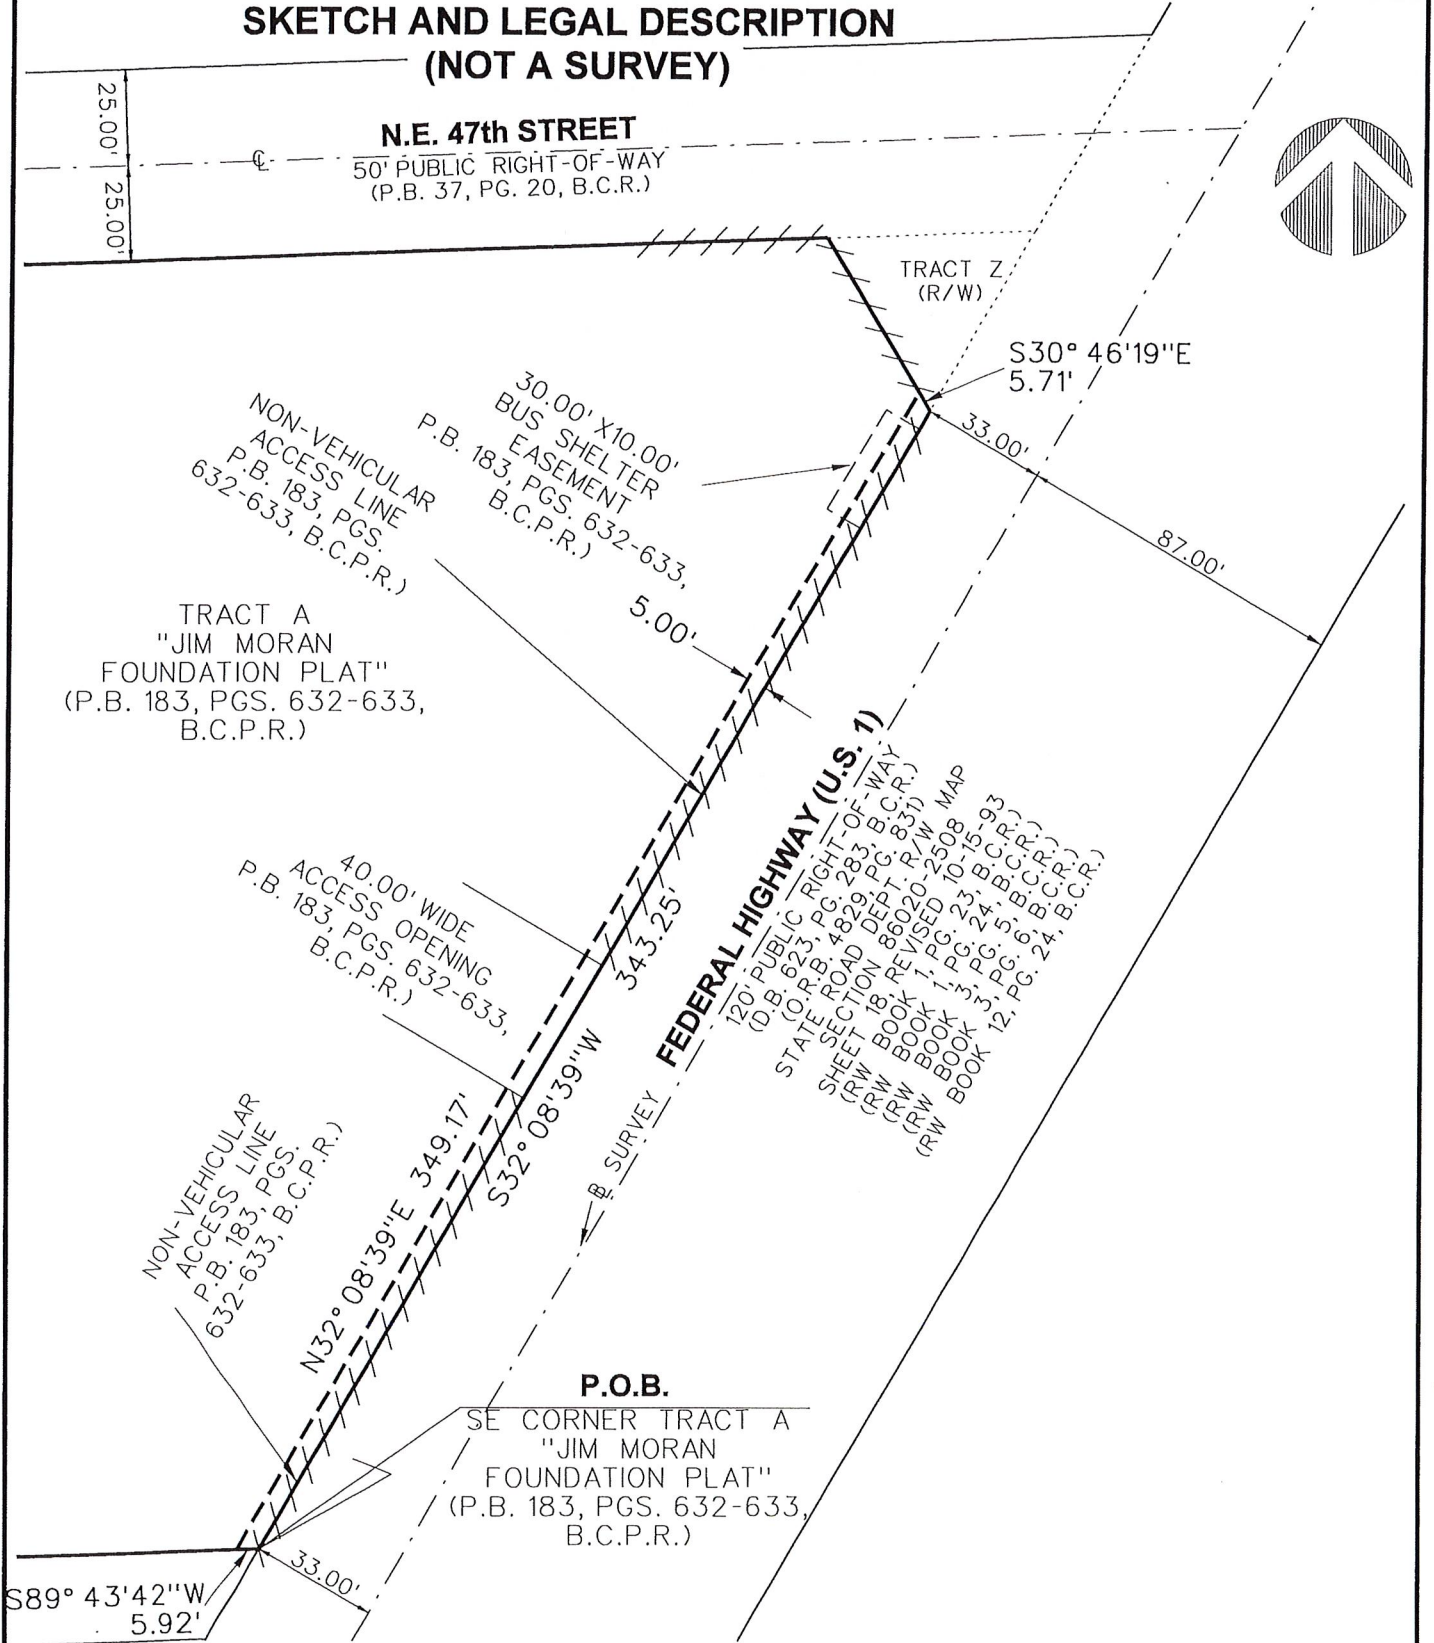 SKETCH AND LEGAL DESCRIPTION
(NOT A SURVEY)
25.00'
25.00'
N.E. 47th STREET
℄
50' PUBLIC RIGHT-OF-WAY
(P.B. 37, PG. 20, B.C.R.)
TRACT Z
(R/W)
S30° 46'19"E
5.71'
33.00'
87.00'
30.00' X10.00'
BUS SHELTER
EASEMENT
P.B. 183, PGS. 632-633,
B.C.P.R.)
NON-VEHICULAR
ACCESS LINE
P.B. 183, PGS.
632-633, B.C.P.R.)
5.00'
TRACT A
"JIM MORAN
FOUNDATION PLAT"
(P.B. 183, PGS. 632-633,
B.C.P.R.)
FEDERAL HIGHWAY (U.S. 1)
120' PUBLIC RIGHT-OF-WAY
(D.B. 623, PG. 283, B.C.R.)
(O.R.B. 4829, PG. 831)
STATE ROAD DEPT. R/W MAP
SECTION 86020-2508
SHEET 18, REVISED 10-15-93
(RW BOOK 1, PG. 23, B.C.R.)
(RW BOOK 1, PG. 24, B.C.R.)
(RW BOOK 3, PG. 5, B.C.R.)
(RW BOOK 3, PG. 6, B.C.R.)
(RW BOOK 12, PG. 24, B.C.R.)
40.00' WIDE
ACCESS OPENING
P.B. 183, PGS. 632-633,
B.C.P.R.)
S32° 08'39"W 343.25'
N32° 08'39"E 349.17'
SURVEY
NON-VEHICULAR
ACCESS LINE
P.B. 183, PGS.
632-633, B.C.P.R.)
P.O.B.
SE CORNER TRACT A
"JIM MORAN
FOUNDATION PLAT"
(P.B. 183, PGS. 632-633,
B.C.P.R.)
33.00'
S89° 43'42"W
5.92'